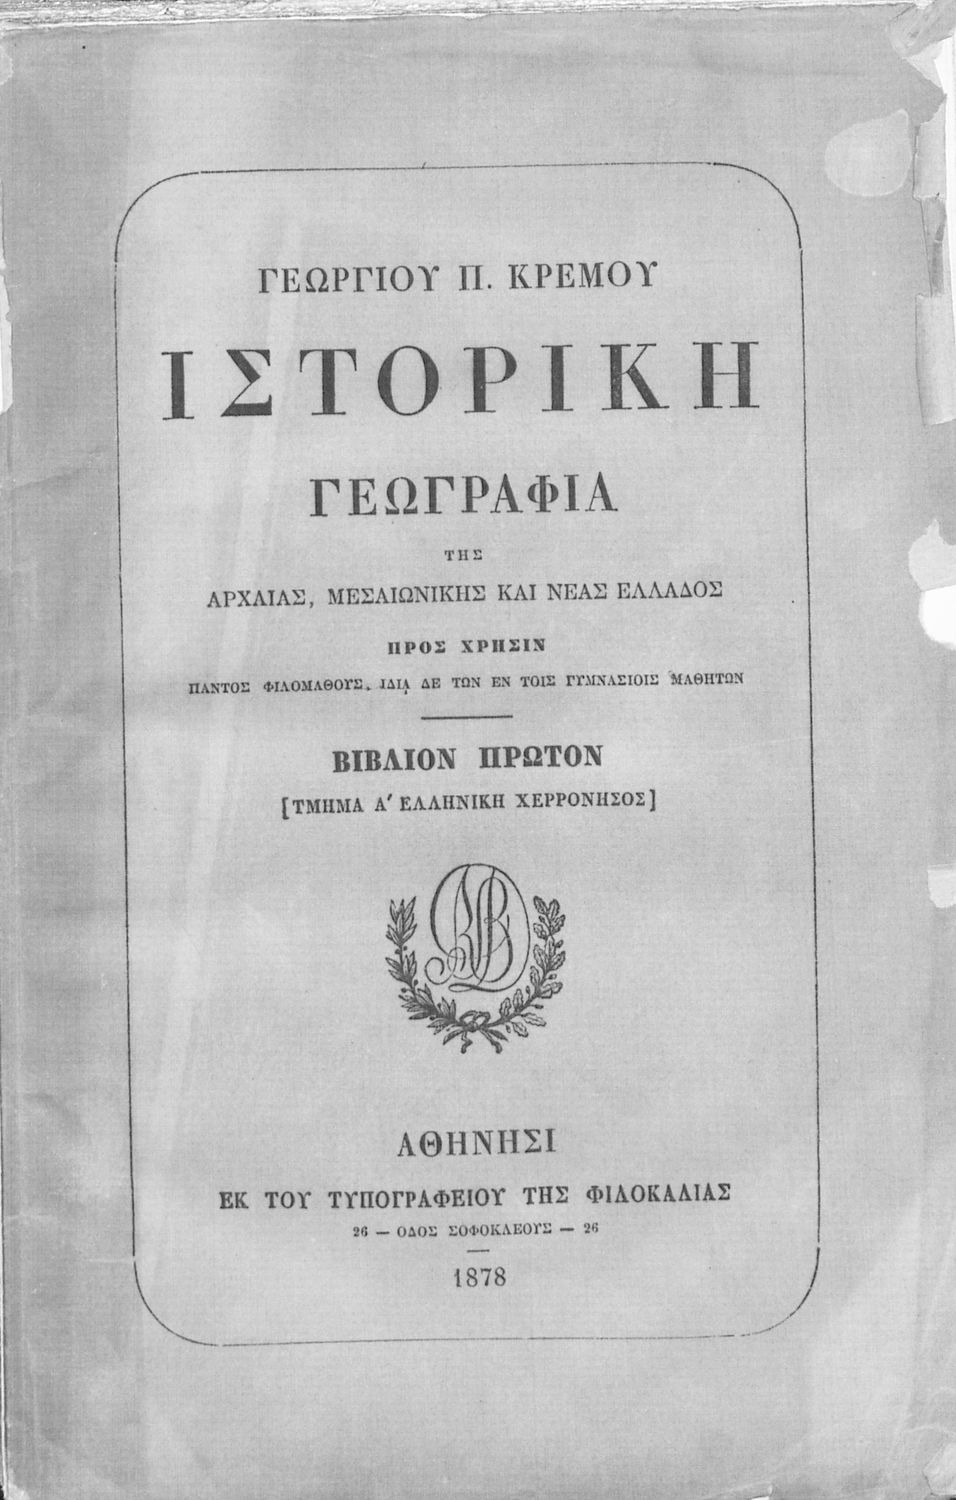 ΓΕΩΡΓΙΟΥ Π. ΚΡΕΜΟΥ
ΙΣΤΟΡΙΚΗ
ΓΕΩΓΡΑΦΙΑ
ΤΗΣ
ΑΡΧΑΙΑΣ, ΜΕΣΑΙΩΝΙΚΗΣ ΚΑΙ ΝΕΑΣ ΕΛΛΑΔΟΣ
ΠΡΟΣ ΧΡΗΣΙΝ
ΠΑΝΤΟΣ ΦΙΛΟΜΑΘΟΥΣ, ΙΔΙᾼ ΔΕ ΤΩΝ ΕΝ ΤΟΙΣ ΓΥΜΝΑΣΙΟΙΣ ΜΑΘΗΤΩΝ
ΒΙΒΛΙΟΝ ΠΡΩΤΟΝ
[ΤΜΗΜΑ Α΄ ΕΛΛΗΝΙΚΗ ΧΕΡΡΟΝΗΣΟΣ]
ΑΘΗΝΗΣΙ
ΕΚ ΤΟΥ ΤΥΠΟΓΡΑΦΕΙΟΥ ΤΗΣ ΦΙΛΟΚΑΛΙΑΣ
26 — ΟΔΟΣ ΣΟΦΟΚΛΕΟΥΣ — 26
1878